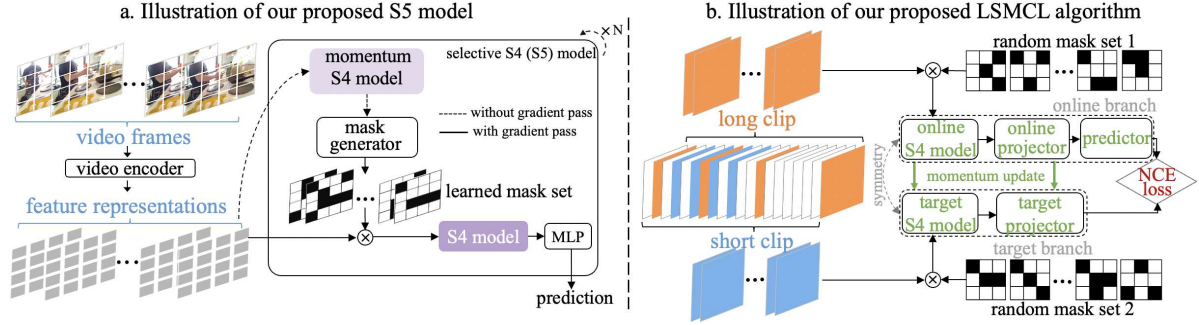 a. Illustration of our proposed S5 model
×N
selective S4 (S5) model
momentum
S4 model
without gradient pass
with gradient pass
mask
generator
video frames
video encoder
learned mask set
feature representations
S4 model
MLP
prediction
b. Illustration of our proposed LSMCL algorithm
random mask set 1
long clip
online branch
online
S4 model
online
projector
predictor
symmetry
momentum update
NCE
loss
target
S4 model
target
projector
short clip
target branch
random mask set 2